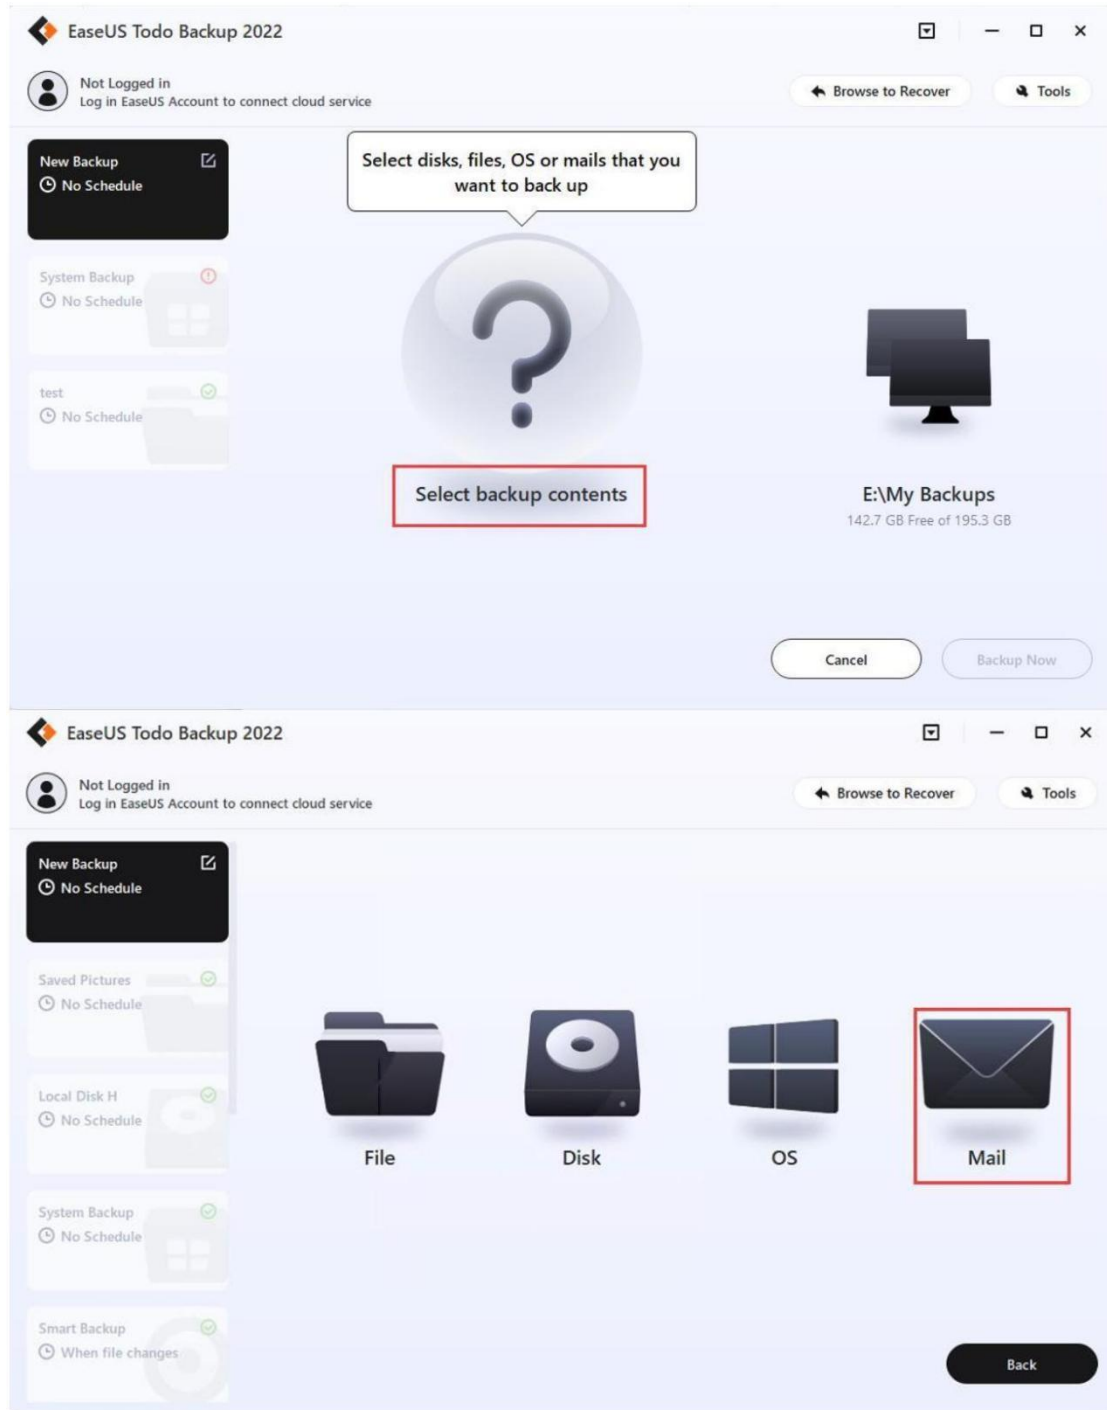 EaseUS Todo Backup 2022
Not Logged in
Log in EaseUS Account to connect cloud service
Browse to Recover
Tools
New Backup
No Schedule
System Backup
No Schedule
test
No Schedule
Select disks, files, OS or mails that you
want to back up
Select backup contents
E:\My Backups
142.7 GB Free of 195.3 GB
Cancel
Backup Now
EaseUS Todo Backup 2022
Not Logged in
Log in EaseUS Account to connect cloud service
Browse to Recover
Tools
New Backup
No Schedule
Saved Pictures
No Schedule
Local Disk H
No Schedule
System Backup
No Schedule
Smart Backup
When file changes
File
Disk
OS
Mail
Back